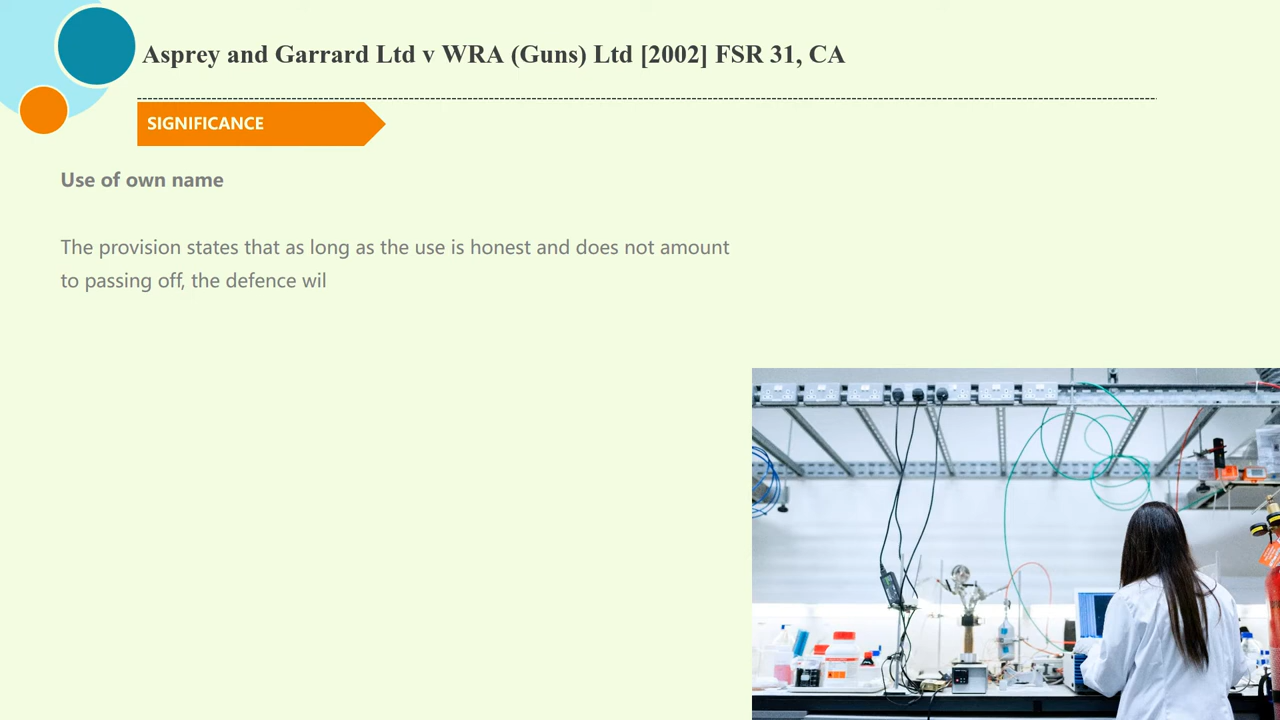 Asprey and Garrard Ltd v WRA (Guns) Ltd [2002] FSR 31, CA
SIGNIFICANCE
Use of own name
The provision states that as long as the use is honest and does not amount
to passing off, the defence wil